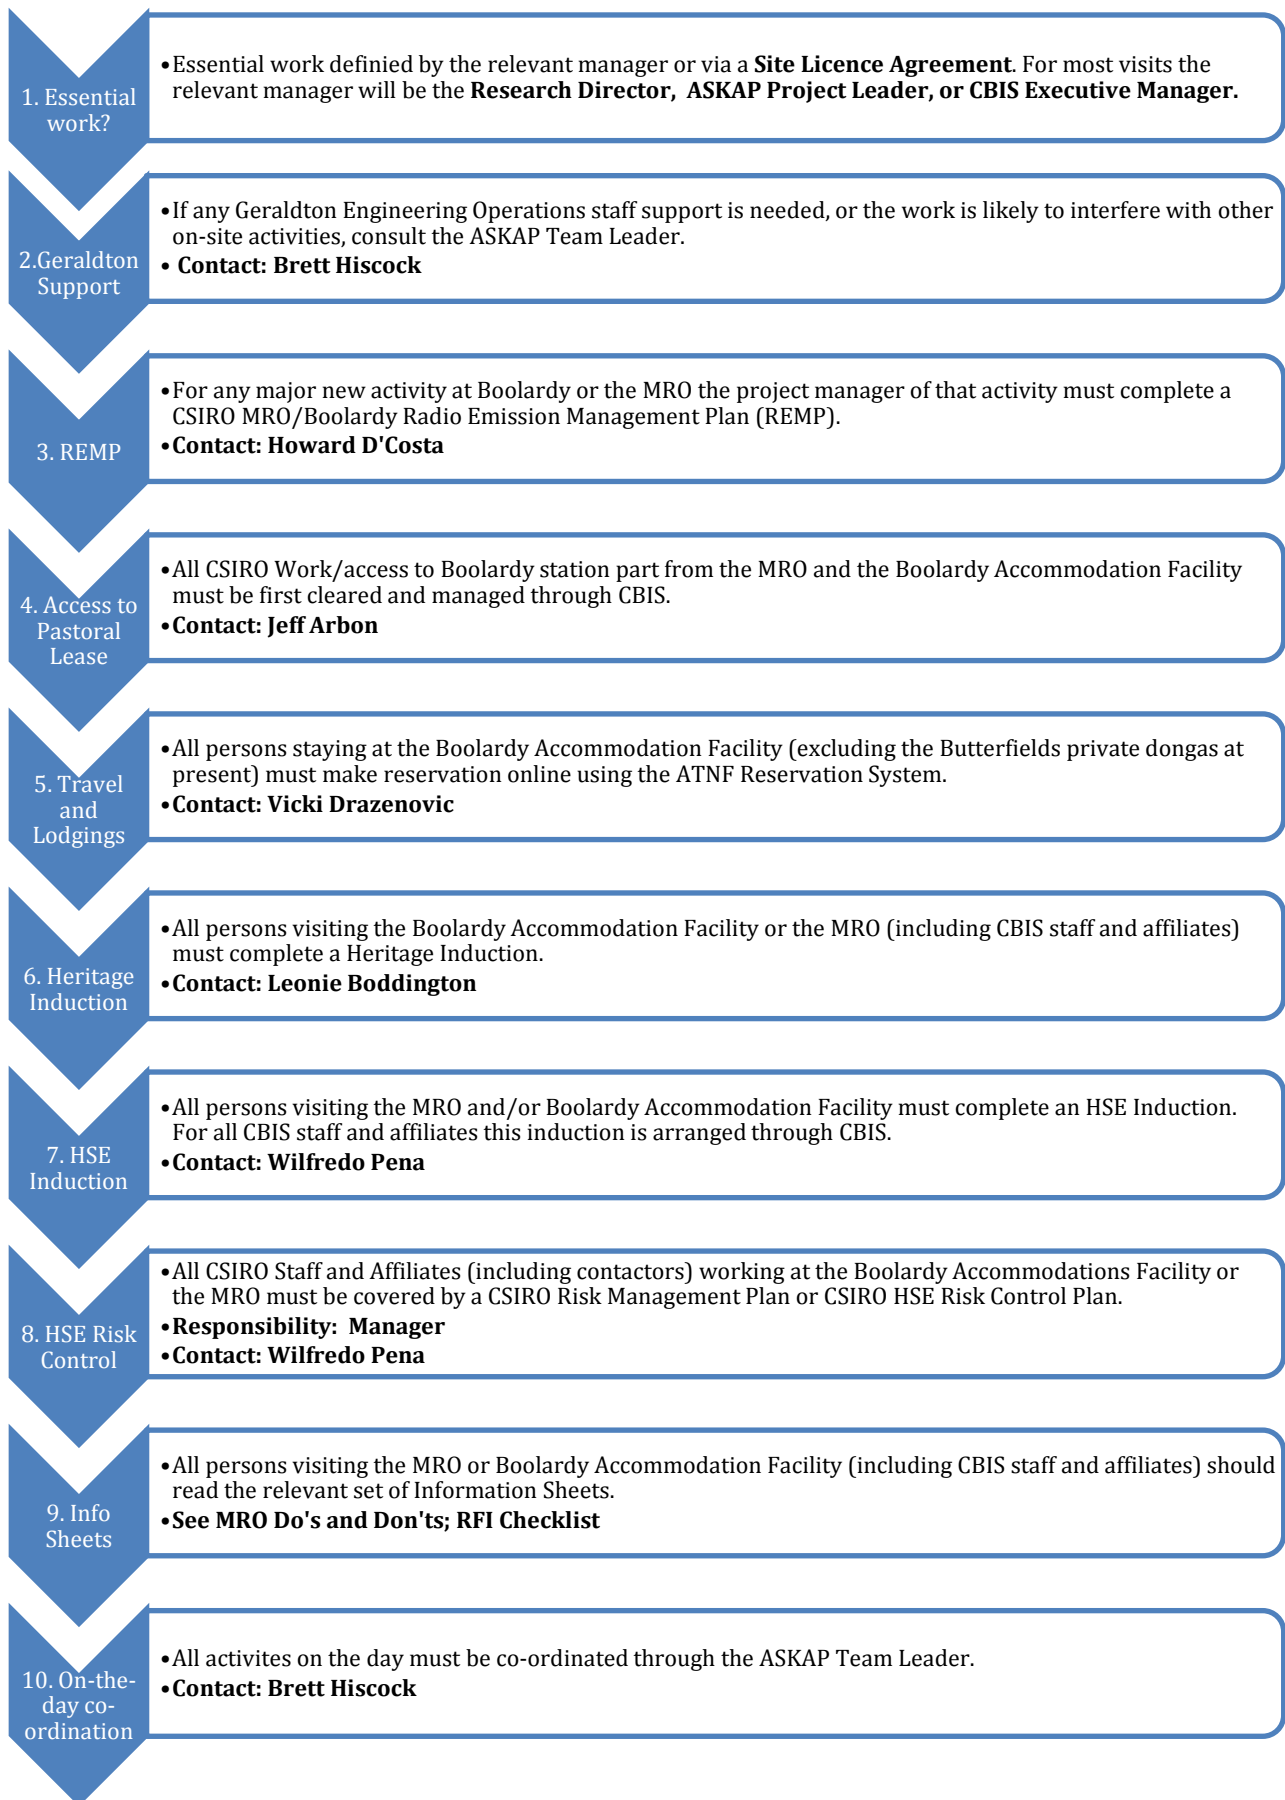 1. Essential
work?
•Essential work definied by the relevant manager or via a Site Licence Agreement. For most visits the
relevant manager will be the Research Director,  ASKAP Project Leader, or CBIS Executive Manager.
2.Geraldton
Support
•If any Geraldton Engineering Operations staff support is needed, or the work is likely to interfere with other
on-site activities, consult the ASKAP Team Leader.
• Contact: Brett Hiscock
3. REMP
•For any major new activity at Boolardy or the MRO the project manager of that activity must complete a
CSIRO MRO/Boolardy Radio Emission Management Plan (REMP).
•Contact: Howard D'Costa
4. Access to
Pastoral
Lease
•All CSIRO Work/access to Boolardy station part from the MRO and the Boolardy Accommodation Facility
must be first cleared and managed through CBIS.
•Contact: Jeff Arbon
5. Travel
and
Lodgings
•All persons staying at the Boolardy Accommodation Facility (excluding the Butterfields private dongas at
present) must make reservation online using the ATNF Reservation System.
•Contact: Vicki Drazenovic
6. Heritage
Induction
•All persons visiting the Boolardy Accommodation Facility or the MRO (including CBIS staff and affiliates)
must complete a Heritage Induction.
•Contact: Leonie Boddington
7. HSE
Induction
•All persons visiting the MRO and/or Boolardy Accommodation Facility must complete an HSE Induction.
For all CBIS staff and affiliates this induction is arranged through CBIS.
•Contact: Wilfredo Pena
8. HSE Risk
Control
•All CSIRO Staff and Affiliates (including contactors) working at the Boolardy Accommodations Facility or
the MRO must be covered by a CSIRO Risk Management Plan or CSIRO HSE Risk Control Plan.
•Responsibility:  Manager
•Contact: Wilfredo Pena
9. Info
Sheets
•All persons visiting the MRO or Boolardy Accommodation Facility (including CBIS staff and affiliates) should
read the relevant set of Information Sheets.
•See MRO Do's and Don'ts; RFI Checklist
10. On-the-
day co-
ordination
•All activites on the day must be co-ordinated through the ASKAP Team Leader.
•Contact: Brett Hiscock